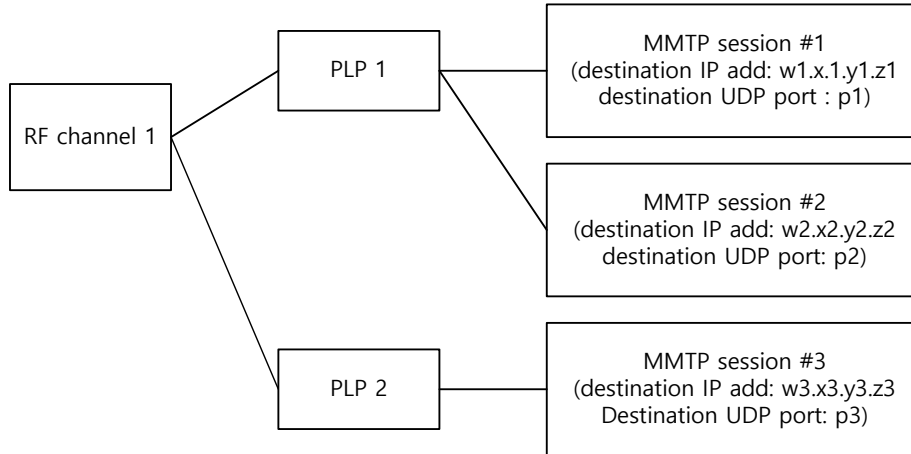 RF channel 1
PLP 1
MMTP session #1
(destination IP add: w1.x.1.y1.z1
destination UDP port : p1)
MMTP session #2
(destination IP add: w2.x2.y2.z2
destination UDP port: p2)
PLP 2
MMTP session #3
(destination IP add: w3.x3.y3.z3
Destination UDP port: p3)